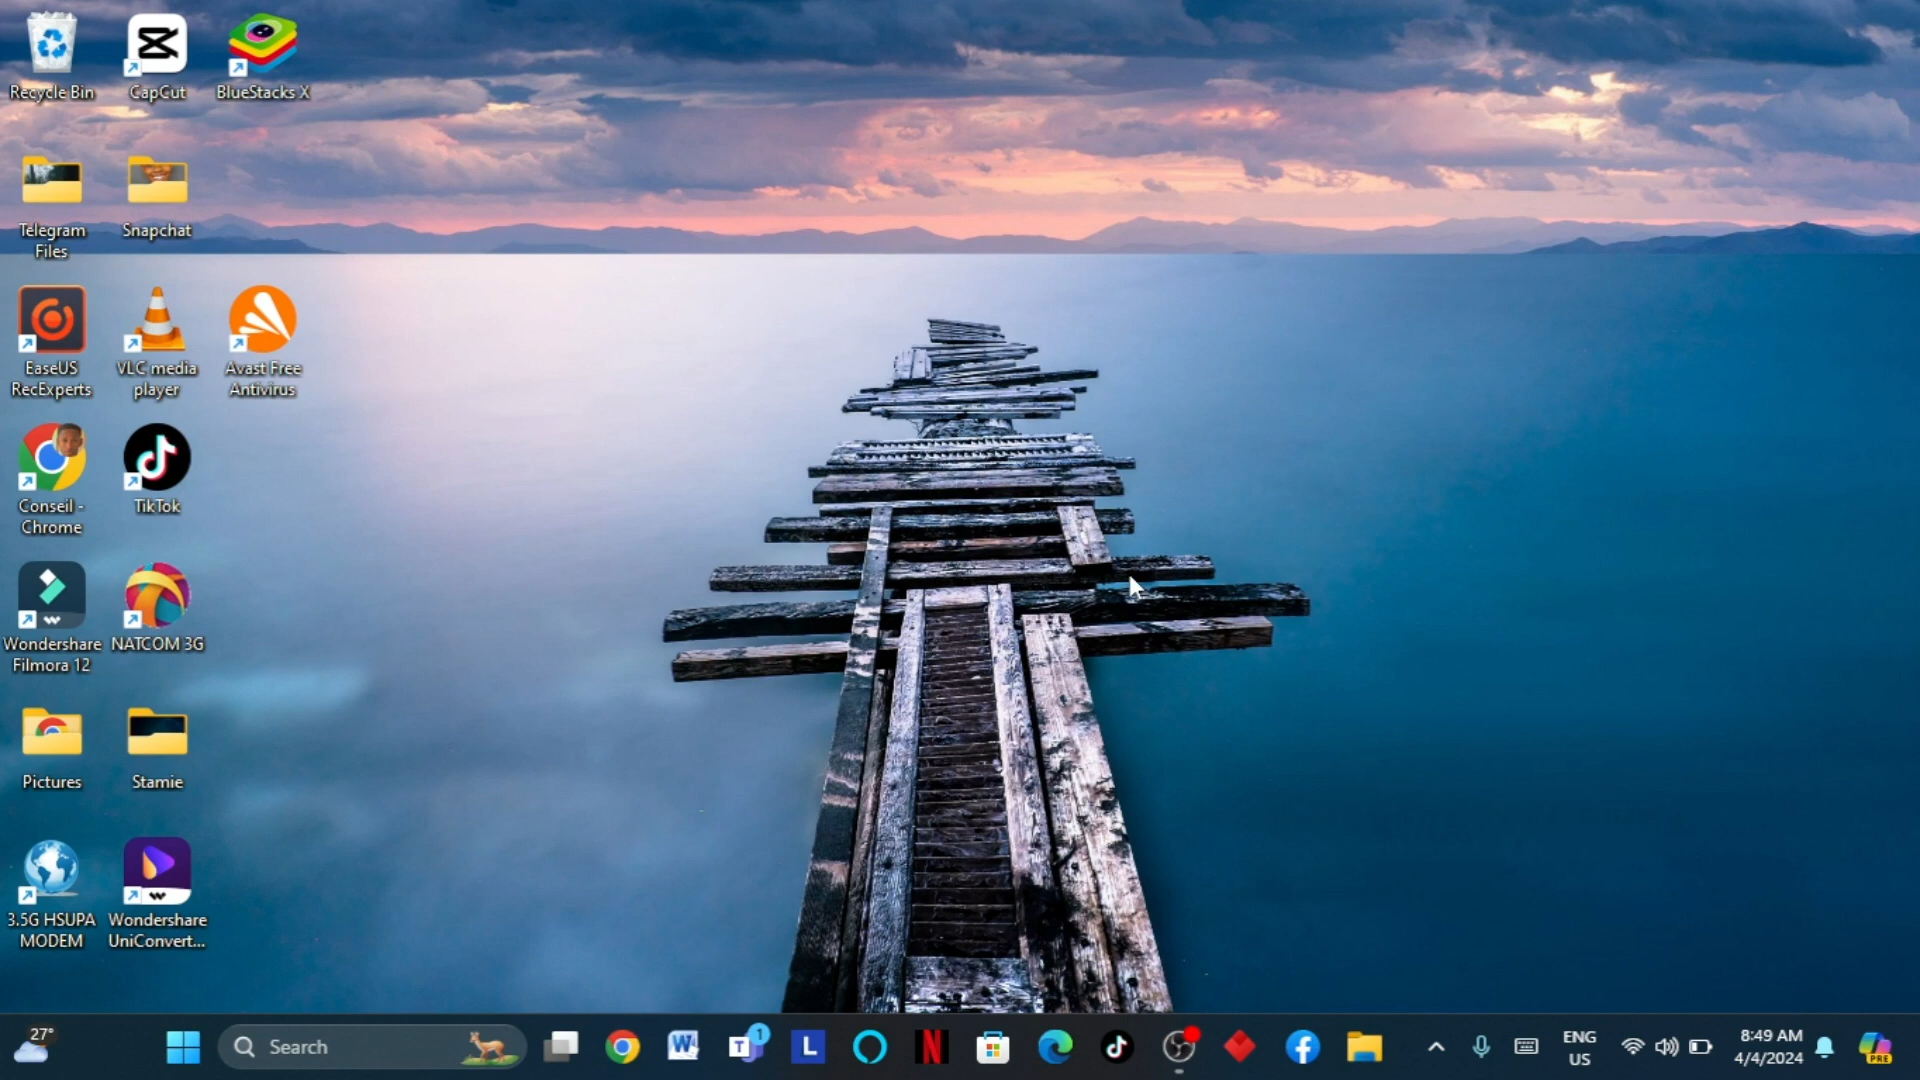 Recycle Bin
CapCut
BlueStacks X
Telegram
Files
Snapchat
EaseUS
RecExperts
VLC media
player
Avast Free
Antivirus
Conseil -
Chrome
TikTok
Wondershare
Filmora 12
NATCOM 3G
Pictures
Stamie
3.5G HSUPA
MODEM
Wondershare
UniConvert...
27°
Search
W
T
1
L
N
ENG
US
8:49 AM
4/4/2024
PRE